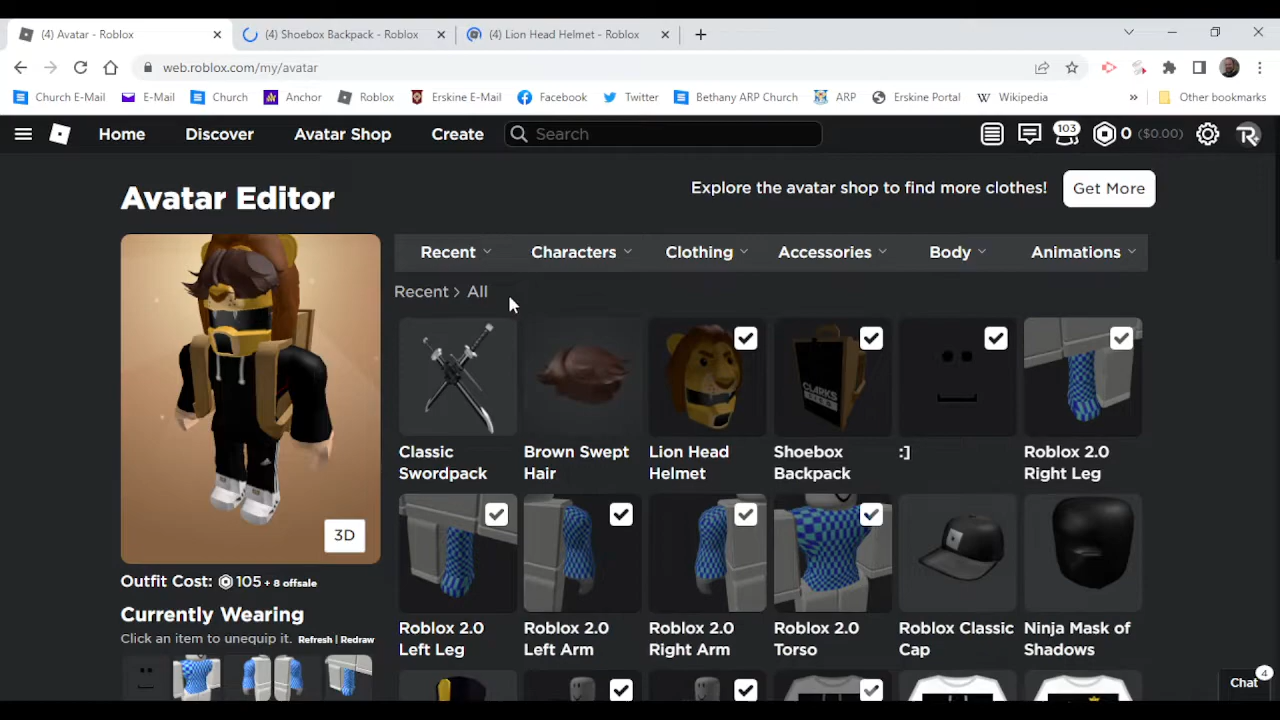 (4) Avatar - Roblox
(4) Shoebox Backpack - Roblox
(4) Lion Head Helmet - Roblox
web.roblox.com/my/avatar
Church E-Mail
E-Mail
Church
Anchor
Roblox
Erskine E-Mail
Facebook
Twitter
Bethany ARP Church
ARP
Erskine Portal
Wikipedia
»
Other bookmarks
Home
Discover
Avatar Shop
Create
Search
103
0 ($0.00)
Avatar Editor
Explore the avatar shop to find more clothes!
Get More
Recent
Characters
Clothing
Accessories
Body
Animations
Recent > All
3D
CLARKS
Classic
Swordpack
Brown Swept
Hair
Lion Head
Helmet
Shoebox
Backpack
:]
Roblox 2.0
Right Leg
Roblox 2.0
Left Leg
Roblox 2.0
Left Arm
Roblox 2.0
Right Arm
Roblox 2.0
Torso
Roblox Classic
Cap
Ninja Mask of
Shadows
Outfit Cost: 105 + 8 offsale
Currently Wearing
Click an item to unequip it. Refresh | Redraw
Chat
4